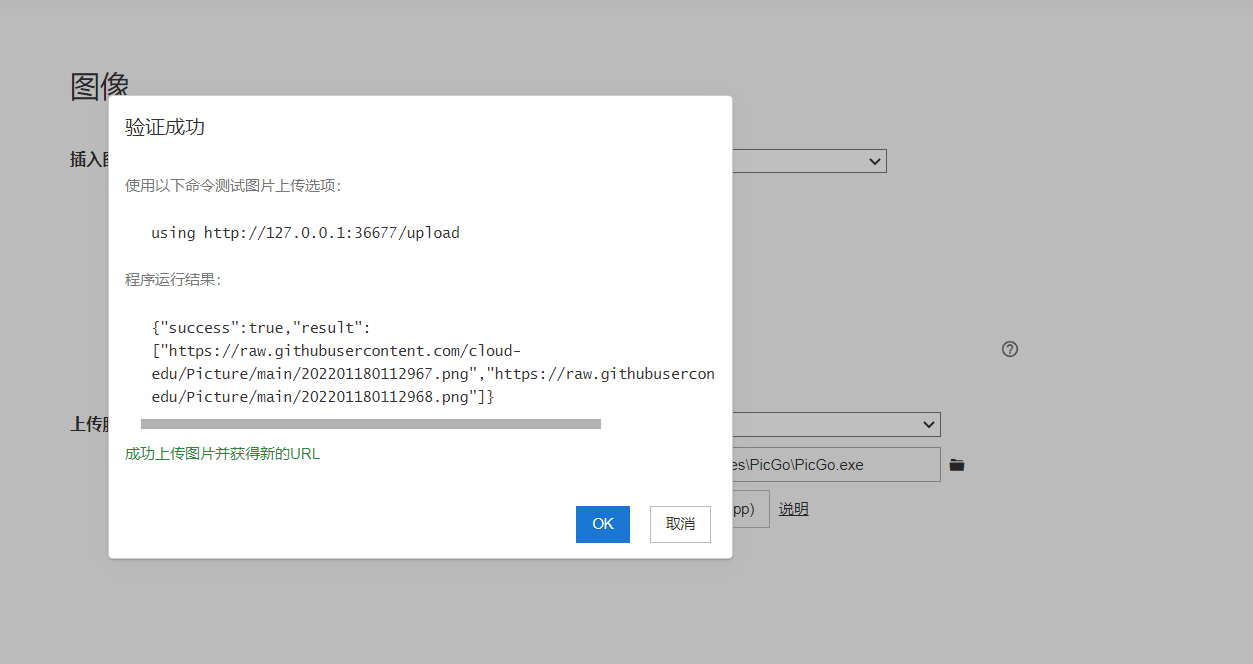 图像
验证成功
插入
使用以下命令测试图片上传选项：
using http://127.0.0.1:36677/upload
程序运行结果：
{"success":true,"result":
["https://raw.githubusercontent.com/cloud-
edu/Picture/main/202201180112967.png","https://raw.githubusercon
edu/Picture/main/202201180112968.png"]}
上传
成功上传图片并获得新的URL
es\PicGo\PicGo.exe
pp)
说明
OK
取消